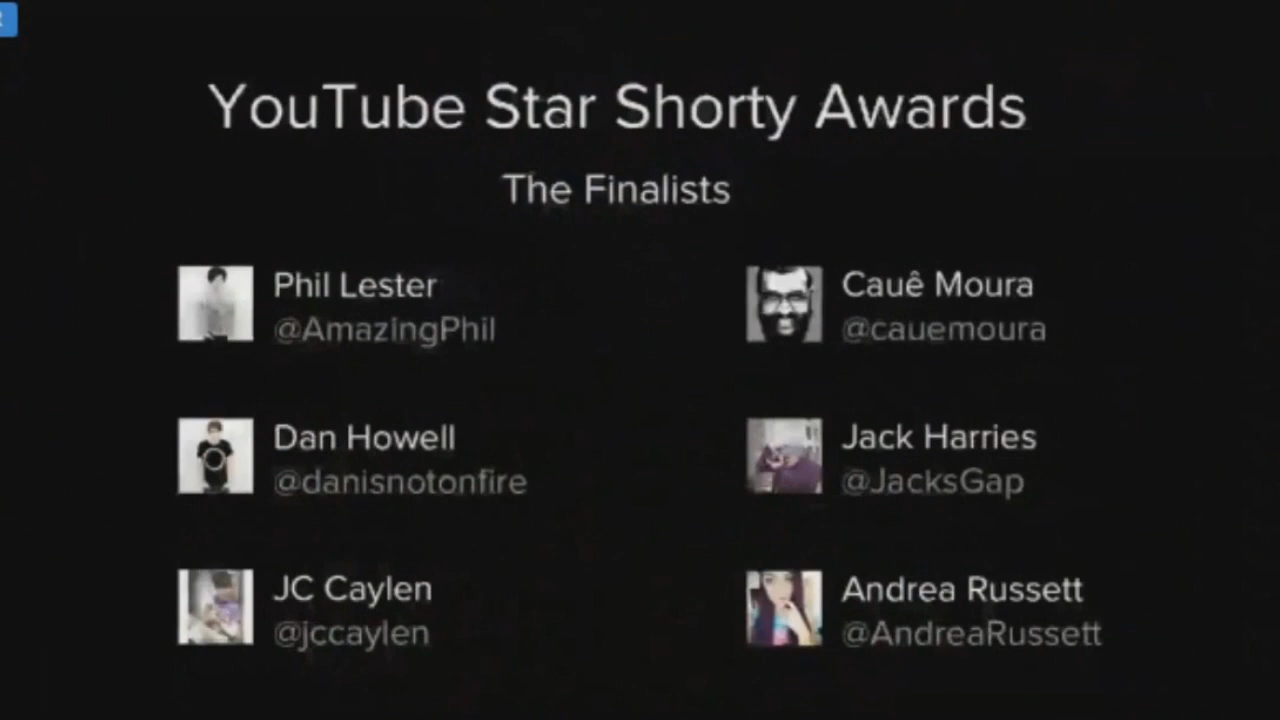 YouTube Star Shorty Awards
The Finalists
Phil Lester
@AmazingPhil
Cauê Moura
@cauemoura
Dan Howell
@danisnotonfire
Jack Harries
@JacksGap
JC Caylen
@jccaylen
Andrea Russett
@AndreaRussett